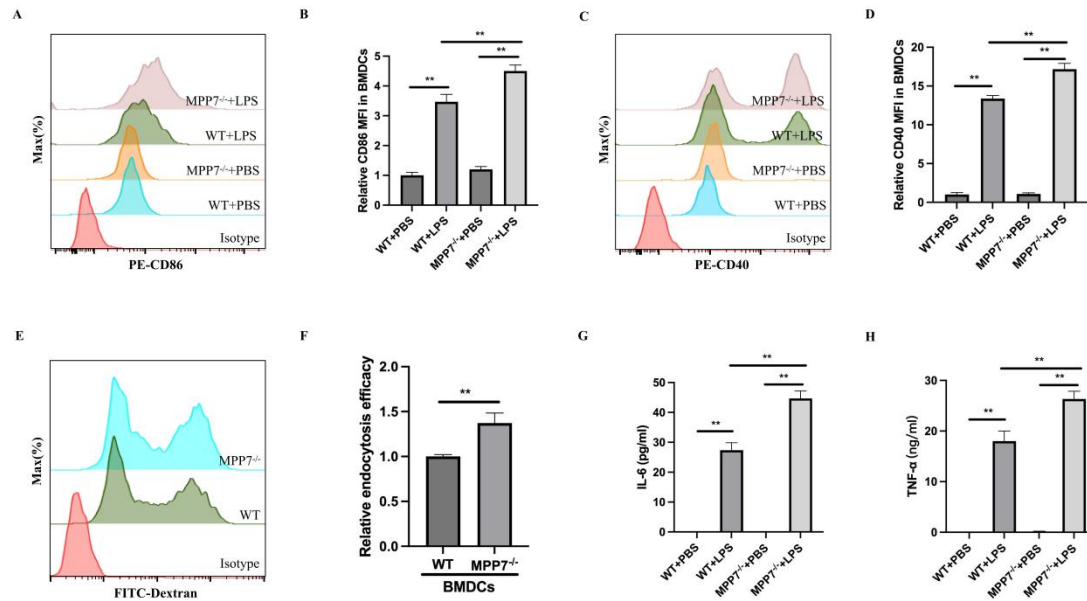 A
Max(%)
MPP7-/-+LPS
WT+LPS
MPP7-/-+PBS
WT+PBS
Isotype
PE-CD86
B
Relative CD86 MFI in BMDCs
5
4
3
2
1
0
**
**
**
WT+PBS
WT+LPS
MPP7-/-+PBS
MPP7-/-+LPS
C
Max(%)
MPP7-/-+LPS
WT+LPS
MPP7-/-+PBS
WT+PBS
Isotype
PE-CD40
D
Relative CD40 MFI in BMDCs
20
15
10
5
0
**
**
**
WT+PBS
WT+LPS
MPP7-/-+PBS
MPP7-/-+LPS
E
Max(%)
MPP7-/-
WT
Isotype
FITC-Dextran
F
Relative endocytosis efficacy
2.0
1.5
1.0
0.5
0.0
**
WT MPP7-/-
BMDCs
G
IL-6 (pg/ml)
50
40
30
20
10
0
**
**
**
WT+PBS
WT+LPS
MPP7-/-+PBS
MPP7-/-+LPS
H
TNF-α (ng/ml)
30
20
10
0
**
**
**
WT+PBS
WT+LPS
MPP7-/-+PBS
MPP7-/-+LPS